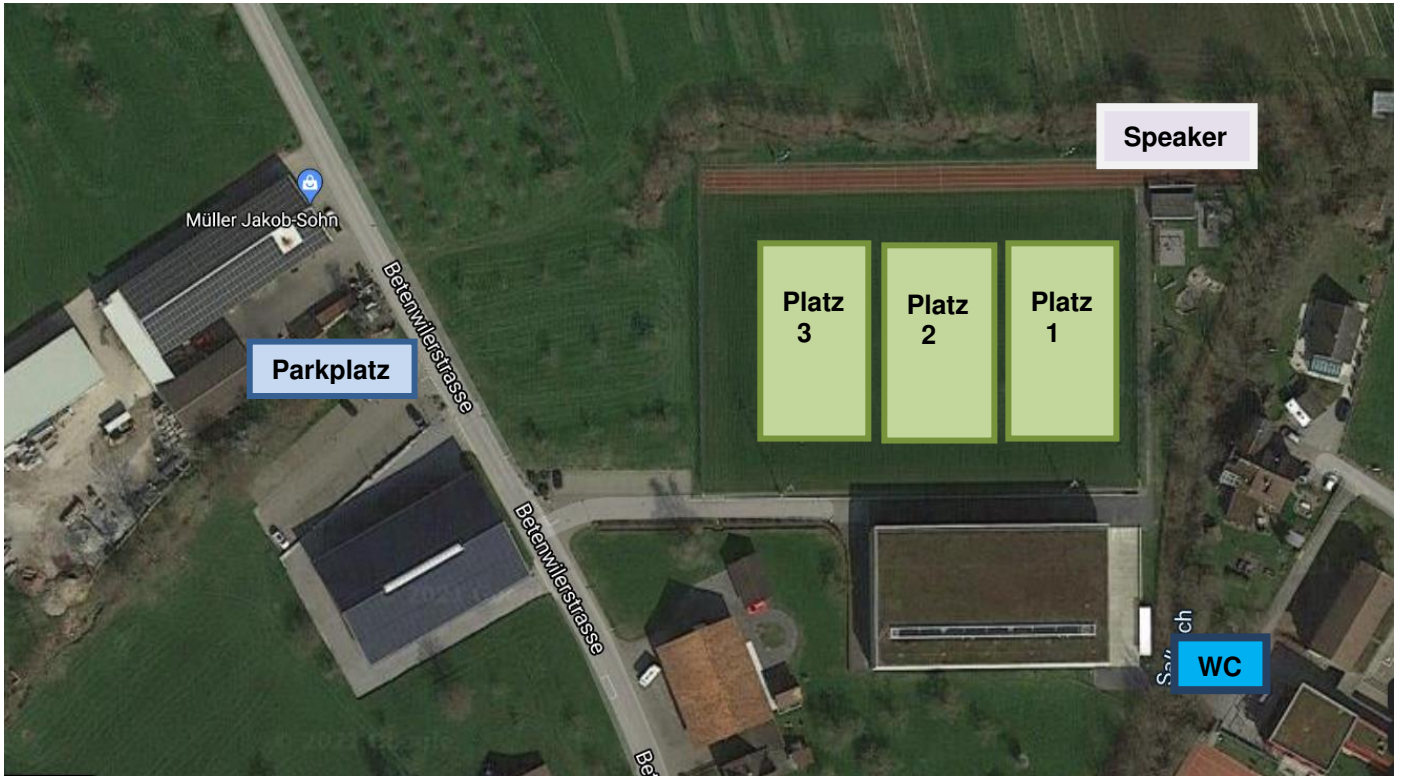 Speaker
Müller Jakob-Sohn
Betenwilerstrasse
Platz
3
Platz
2
Platz
1
Parkplatz
Betenwilerstrasse
WC